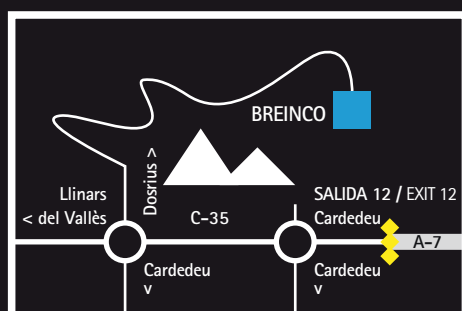 BREINCO
Dosrius >
Llinars
< del Vallès
C-35
SALIDA 12 / EXIT 12
Cardedeu
A-7
Cardedeu
v
Cardedeu
v